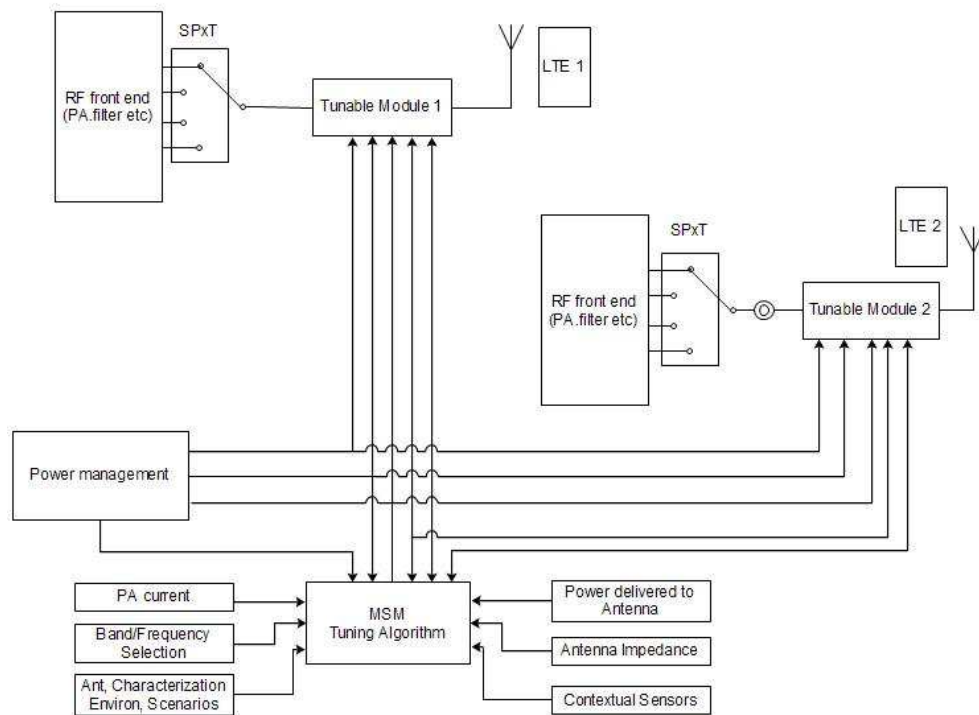 SPxT
RF front end
(PA.filter etc)
Tunable Module 1
LTE 1
SPxT
RF front end
(PA.filter etc)
LTE 2
Tunable Module 2
Power management
PA current
Band/Frequency
Selection
Ant, Characterization
Environ, Scenarios
MSM
Tuning Algorithm
Power delivered to
Antenna
Antenna Impedance
Contextual Sensors